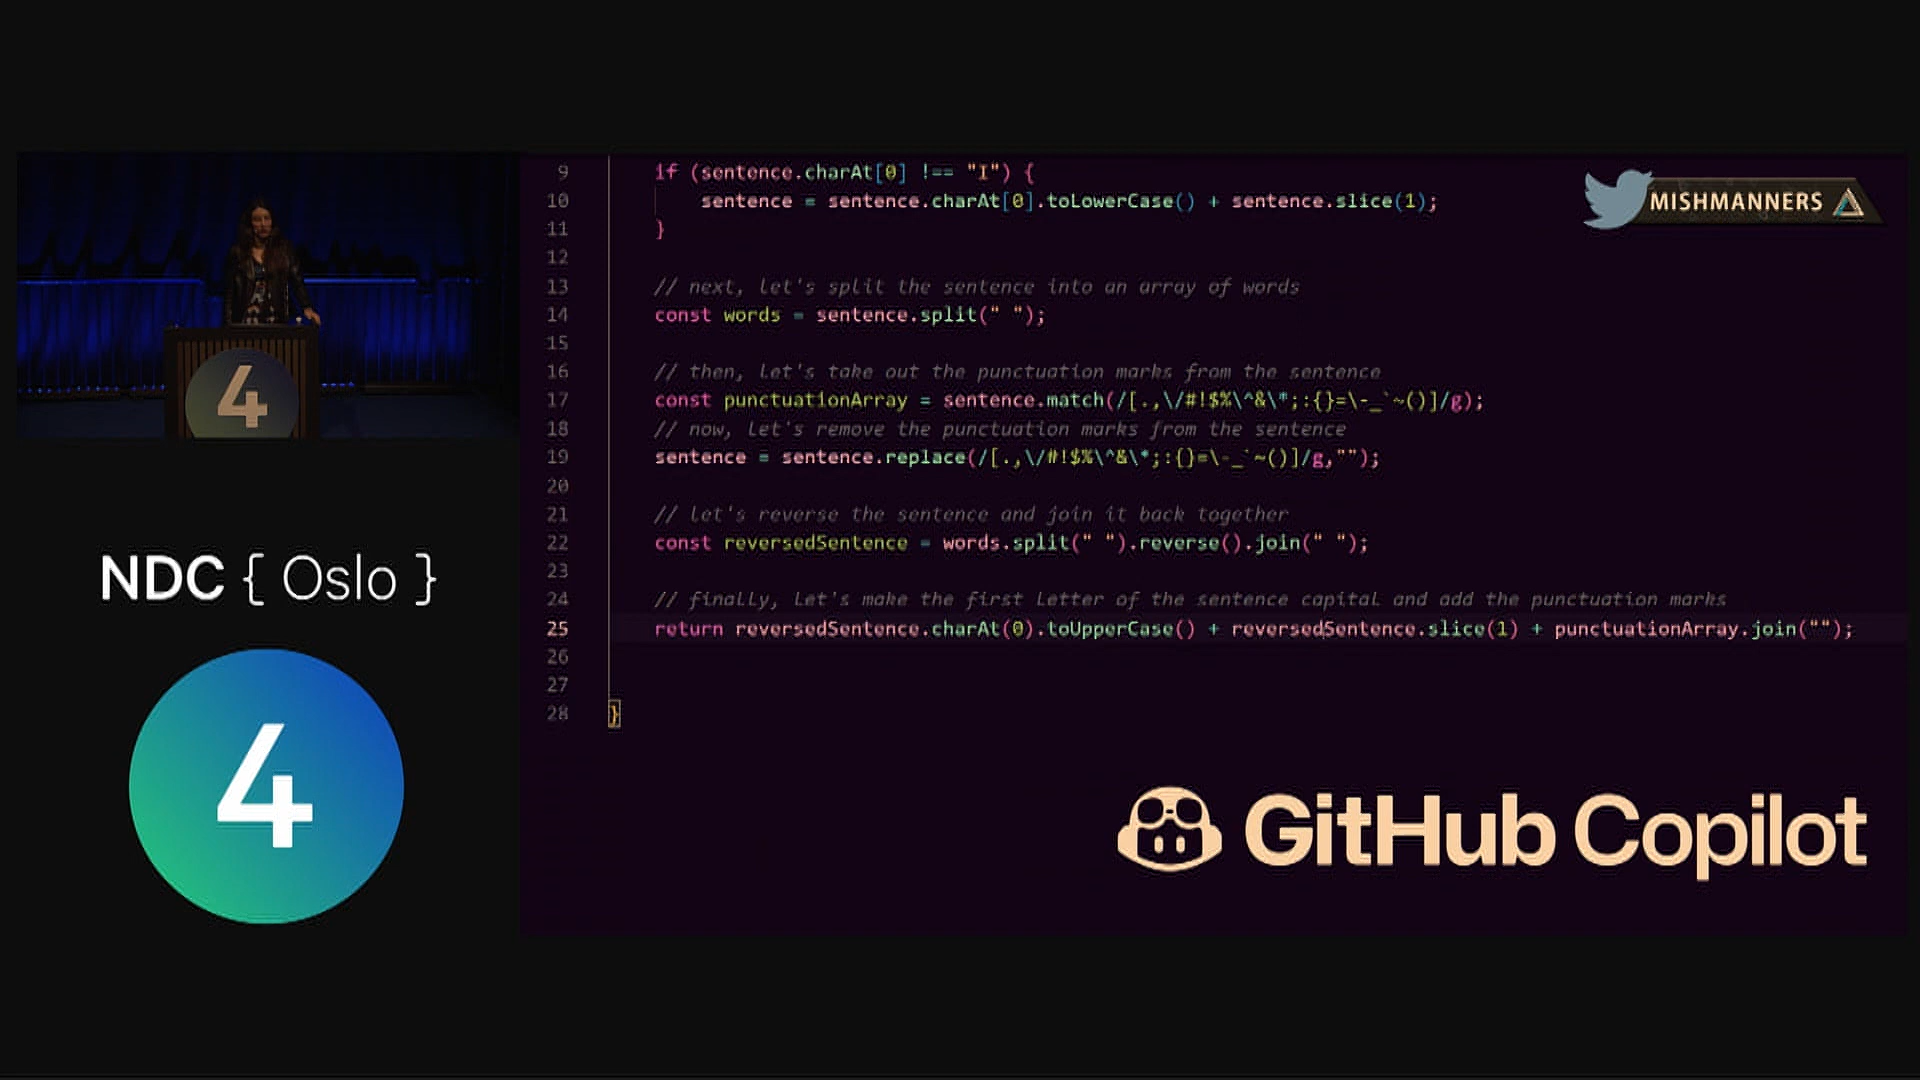 4
NDC { Oslo }
4
9 if (sentence.charAt[0] !== "I") {
10 sentence = sentence.charAt[0].toLowerCase() + sentence.slice(1);
11 }
12
13 // next, let's split the sentence into an array of words
14 const words = sentence.split(" ");
15
16 // then, let's take out the punctuation marks from the sentence
17 const punctuationArray = sentence.match(/[.,\/#!$%\^&\*;:{}=\-_`~()]/g);
18 // now, let's remove the punctuation marks from the sentence
19 sentence = sentence.replace(/[.,\/#!$%\^&\*;:{}=\-_`~()]/g,"");
20
21 // let's reverse the sentence and join it back together
22 const reversedSentence = words.split(" ").reverse().join(" ");
23
24 // finally, let's make the first letter of the sentence capital and add the punctuation marks
25 return reversedSentence.charAt(0).toUpperCase() + reversedSentence.slice(1) + punctuationArray.join("");
26
27
28 }
MISHMANNERS
GitHub Copilot